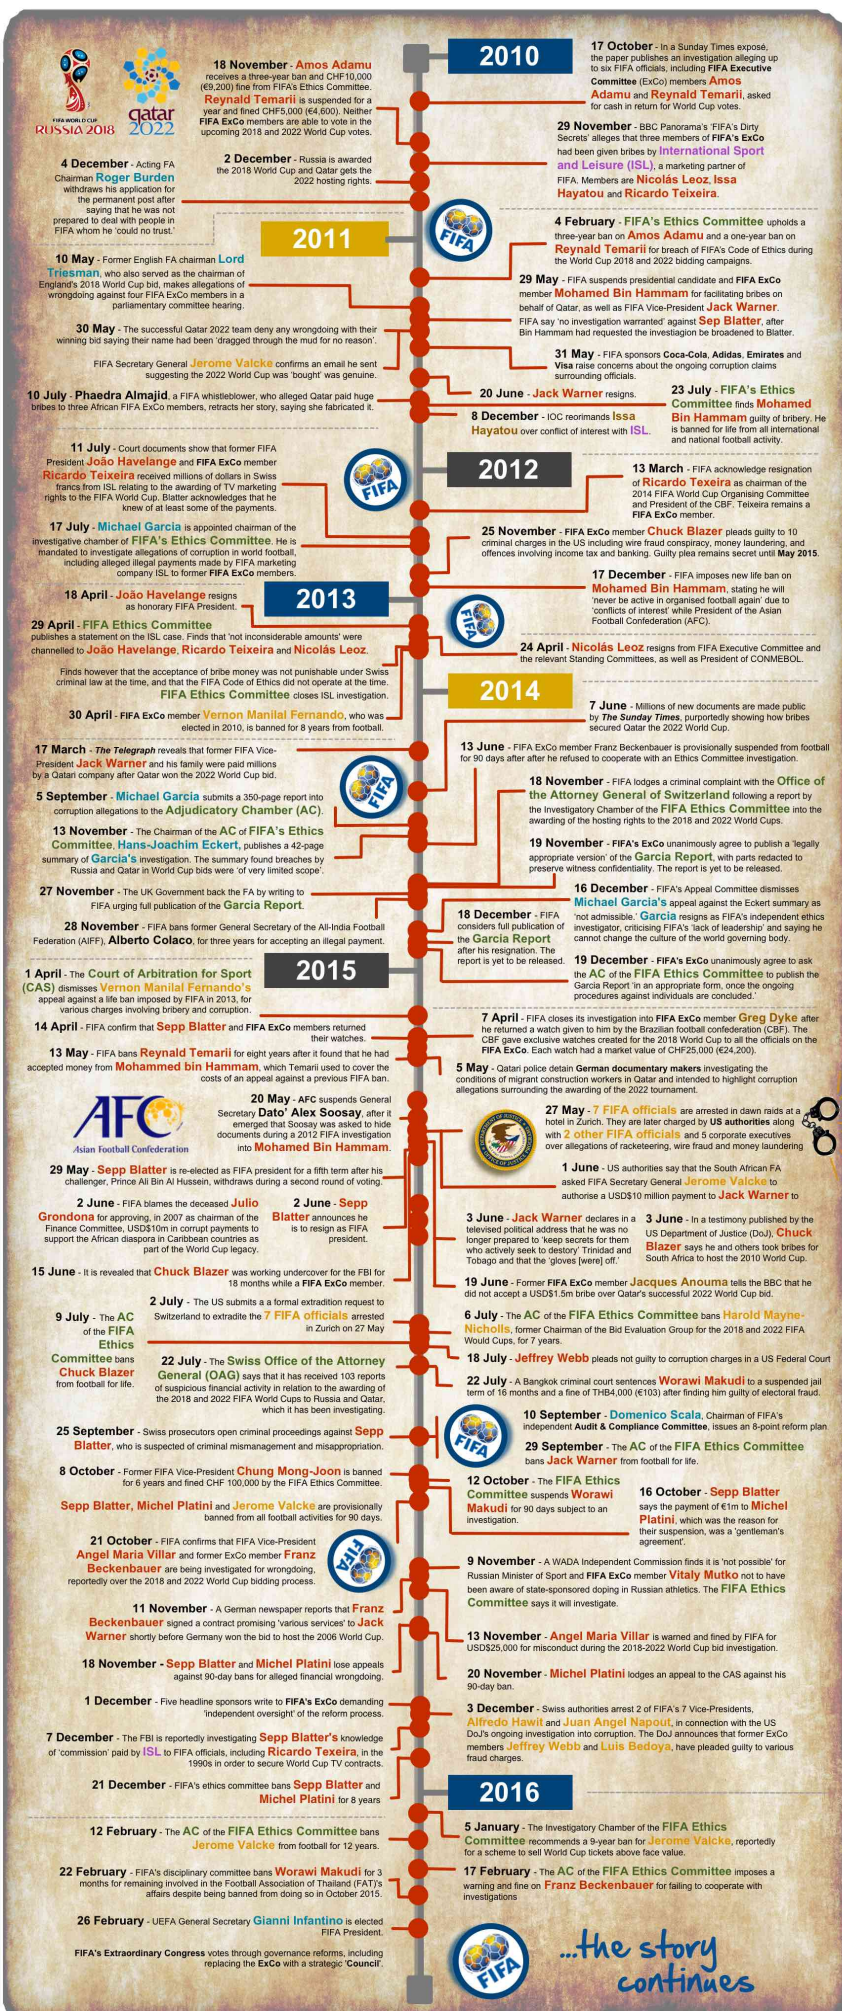 FIFA WORLD CUP
RUSSIA 2018
qatar
2022
2010
17 October - In a Sunday Times exposé,
the paper publishes an investigation alleging up
to six FIFA officials, including FIFA Executive
Committee (ExCo) members Amos
Adamu and Reynald Temarii, asked
for cash in return for World Cup votes.
18 November - Amos Adamu
receives a three-year ban and CHF10,000
(€9,200) fine from FIFA's Ethics Committee.
Reynald Temarii is suspended for a
year and fined CHF5,000 (€4,600). Neither
FIFA ExCo members are able to vote in the
upcoming 2018 and 2022 World Cup votes.
29 November - BBC Panorama's 'FIFA's Dirty
Secrets' alleges that three members of FIFA's ExCo
had been given bribes by International Sport
and Leisure (ISL), a marketing partner of
FIFA. Members are Nicolás Leoz, Issa
Hayatou and Ricardo Teixeira.
2 December - Russia is awarded
the 2018 World Cup and Qatar gets the
2022 hosting rights.
4 December - Acting FA
Chairman Roger Burden
withdraws his application for
the permanent post after
saying that he was not
prepared to deal with people in
FIFA whom he 'could no trust.'
FIFA
2011
4 February - FIFA's Ethics Committee upholds a
three-year ban on Amos Adamu and a one-year ban on
Reynald Temarii for breach of FIFA's Code of Ethics during
the World Cup 2018 and 2022 bidding campaigns.
10 May - Former English FA chairman Lord
Triesman, who also served as the chairman of
England's 2018 World Cup bid, makes allegations of
wrongdoing against four FIFA ExCo members in a
parliamentary committee hearing.
29 May - FIFA suspends presidential candidate and FIFA ExCo
member Mohamed Bin Hammam for facilitating bribes on
behalf of Qatar, as well as FIFA Vice-President Jack Warner.
FIFA say 'no investigation warranted' against Sep Blatter, after
Bin Hammam had requested the investiagion be broadened to Blatter.
30 May - The successful Qatar 2022 team deny any wrongdoing with their
winning bid saying their name had been 'dragged through the mud for no reason'.
FIFA Secretary General Jerome Valcke confirms an email he sent
suggesting the 2022 World Cup was 'bought' was genuine.
31 May - FIFA sponsors Coca-Cola, Adidas, Emirates and
Visa raise concerns about the ongoing corruption claims
surrounding officials.
20 June - Jack Warner resigns.
10 July - Phaedra Almajid, a FIFA whistleblower, who alleged Qatar paid huge
bribes to three African FIFA ExCo members, retracts her story, saying she fabricated it.
23 July - FIFA's Ethics
Committee finds Mohamed
Bin Hammam guilty of bribery. He
is banned for life from all international
and national football activity.
8 December - IOC reorimands Issa
Hayatou over conflict of interest with ISL.
2012
13 March - FIFA acknowledge resignation
of Ricardo Texeira as chairman of the
2014 FIFA World Cup Organising Committee
and President of the CBF. Teixeira remains a
FIFA ExCo member.
11 July - Court documents show that former FIFA
President João Havelange and FIFA ExCo member
Ricardo Teixeira received millions of dollars in Swiss
francs from ISL relating to the awarding of TV marketing
rights to the FIFA World Cup. Blatter acknowledges that he
knew of at least some of the payments.
FIFA
17 July - Michael Garcia is appointed chairman of the
investigative chamber of FIFA's Ethics Committee. He is
mandated to investigate allegations of corruption in world football,
including alleged illegal payments made by FIFA marketing
company ISL to former FIFA ExCo members.
25 November - FIFA ExCo member Chuck Blazer pleads guilty to 10
criminal charges in the US including wire fraud conspiracy, money laundering, and
offences involving income tax and banking. Guilty plea remains secret until May 2015.
17 December - FIFA imposes new life ban on
Mohamed Bin Hammam, stating he will
'never be active in organised football again' due to
'conflicts of interest' while President of the Asian
Football Confederation (AFC).
2013
18 April - João Havelange resigns
as honorary FIFA President.
FIFA
24 April - Nicolás Leoz resigns from FIFA Executive Committee and
the relevant Standing Committees, as well as President of CONMEBOL.
29 April - FIFA Ethics Committee
publishes a statement on the ISL case. Finds that 'not inconsiderable amounts' were
channelled to João Havelange, Ricardo Teixeira and Nicolás Leoz.
Finds however that the acceptance of bribe money was not punishable under Swiss
criminal law at the time, and that the FIFA Code of Ethics did not operate at the time.
FIFA Ethics Committee closes ISL investigation.
30 April - FIFA ExCo member Vernon Manilal Fernando, who was
elected in 2010, is banned for 8 years from football.
2014
17 March - The Telegraph reveals that former FIFA Vice-
President Jack Warner and his family were paid millions
by a Qatari company after Qatar won the 2022 World Cup bid.
7 June - Millions of new documents are made public
by The Sunday Times, purportedly showing how bribes
secured Qatar the 2022 World Cup.
13 June - FIFA ExCo member Franz Beckenbauer is provisionally suspended from football
for 90 days after after he refused to cooperate with an Ethics Committee investigation.
FIFA
5 September - Michael Garcia submits a 350-page report into
corruption allegations to the Adjudicatory Chamber (AC).
13 November - The Chairman of the AC of FIFA's Ethics
Committee, Hans-Joachim Eckert, publishes a 42-page
summary of Garcia's investigation. The summary found breaches by
Russia and Qatar in World Cup bids were 'of very limited scope'.
18 November - FIFA lodges a criminal complaint with the Office of
the Attorney General of Switzerland following a report by
the Investigatory Chamber of the FIFA Ethics Committee into the
awarding of the hosting rights to the 2018 and 2022 World Cups.
19 November - FIFA's ExCo unanimously agree to publish a 'legally
appropriate version' of the Garcia Report, with parts redacted to
preserve witness confidentiality. The report is yet to be released.
27 November - The UK Government back the FA by writing to
FIFA urging full publication of the Garcia Report.
28 November - FIFA bans former General Secretary of the All-India Football
Federation (AIFF), Alberto Colaco, for three years for accepting an illegal payment.
16 December - FIFA's Appeal Committee dismisses
Michael Garcia's appeal against the Eckert summary as
'not admissible.' Garcia resigns as FIFA's independent ethics
investigator, criticising FIFA's 'lack of leadership' and saying he
cannot change the culture of the world governing body.
18 December - FIFA
considers full publication of
the Garcia Report
after his resignation. The
report is yet to be released.
19 December - FIFA's ExCo unanimously agree to ask
the AC of the FIFA Ethics Committee to publish the
Garcia Report 'in an appropriate form, once the ongoing
procedures against individuals are concluded.'
2015
1 April - The Court of Arbitration for Sport
(CAS) dismisses Vernon Manilal Fernando's
appeal against a life ban imposed by FIFA in 2013, for
various charges involving bribery and corruption.
7 April - FIFA closes its investigation into FIFA ExCo member Greg Dyke after
he returned a watch given to him by the Brazilian football confederation (CBF). The
CBF gave exclusive watches created for the 2018 World Cup to all the officials on the
FIFA ExCo. Each watch had a market value of CHF25,000 (€24,200).
14 April - FIFA confirm that Sepp Blatter and FIFA ExCo members returned
their watches.
5 May - Qatari police detain German documentary makers investigating the
conditions of migrant construction workers in Qatar and intended to highlight corruption
allegations surrounding the awarding of the 2022 tournament.
13 May - FIFA bans Reynald Temarii for eight years after it found that he had
accepted money from Mohammed bin Hammam, which Temarii used to cover the
costs of an appeal against a previous FIFA ban.
AFC
Asian Football Confederation
20 May - AFC suspends General
Secretary Dato' Alex Soosay, after it
emerged that Soosay was asked to hide
documents during a 2012 FIFA investigation
into Mohamed Bin Hammam.
27 May - 7 FIFA officials are arrested in dawn raids at a
hotel in Zurich. They are later charged by US authorities along
with 2 other FIFA officials and 5 corporate executives
over allegations of racketeering, wire fraud and money laundering
29 May - Sepp Blatter is re-elected as FIFA president for a fifth term after his
challenger, Prince Ali Bin Al Hussein, withdraws during a second round of voting.
1 June - US authorities say that the South African FA
asked FIFA Secretary General Jerome Valcke to
authorise a USD$10 million payment to Jack Warner to
2 June - FIFA blames the deceased Julio
Grondona for approving, in 2007 as chairman of the
Finance Committee, USD$10m in corrupt payments to
support the African diaspora in Caribbean countries as
part of the World Cup legacy.
2 June - Sepp
Blatter announces he
is to resign as FIFA
president.
3 June - Jack Warner declares in a
televised political address that he was no
longer prepared to 'keep secrets for them
who actively seek to destory' Trinidad and
Tobago and that the 'gloves [were] off.'
3 June - In a testimony published by the
US Department of Justice (DoJ), Chuck
Blazer says he and others took bribes for
South Africa to host the 2010 World Cup.
15 June - It is revealed that Chuck Blazer was working undercover for the FBI for
18 months while a FIFA ExCo member.
19 June - Former FIFA ExCo member Jacques Anouma tells the BBC that he
did not accept a USD$1.5m bribe over Qatar's successful 2022 World Cup bid.
2 July - The US submits a a formal extradition request to
Switzerland to extradite the 7 FIFA officials arrested
in Zurich on 27 May
6 July - The AC of the FIFA Ethics Committee bans Harold Mayne-
Nicholls, former Chairman of the Bid Evaluation Group for the 2018 and 2022 FIFA
Would Cups, for 7 years.
9 July - The AC
of the FIFA
Ethics
Committee bans
Chuck Blazer
from football for life.
18 July - Jeffrey Webb pleads not guilty to corruption charges in a US Federal Court
22 July - The Swiss Office of the Attorney
General (OAG) says that it has received 103 reports
of suspicious financial activity in relation to the awarding of
the 2018 and 2022 FIFA World Cups to Russia and Qatar,
which it has been investigating.
22 July - A Bangkok criminal court sentences Worawi Makudi to a suspended jail
term of 16 months and a fine of THB4,000 (€103) after finding him guilty of electoral fraud.
FIFA
10 September - Domenico Scala, Chairman of FIFA's
independent Audit & Compliance Committee, issues an 8-point reform plan.
25 September - Swiss prosecutors open criminal proceedings against Sepp
Blatter, who is suspected of criminal mismanagement and misappropriation.
29 September - The AC of the FIFA Ethics Committee
bans Jack Warner from football for life.
8 October - Former FIFA Vice-President Chung Mong-Joon is banned
for 6 years and fined CHF 100,000 by the FIFA Ethics Committee.
Sepp Blatter, Michel Platini and Jerome Valcke are provisionally
banned from all football activities for 90 days.
12 October - The FIFA Ethics
Committee suspends Worawi
Makudi for 90 days subject to an
investigation.
16 October - Sepp Blatter
says the payment of €1m to Michel
Platini, which was the reason for
their suspension, was a 'gentleman's
agreement'.
21 October - FIFA confirms that FIFA Vice-President
Angel Maria Villar and former ExCo member Franz
Beckenbauer are being investigated for wrongdoing,
reportedly over the 2018 and 2022 World Cup bidding process.
FIFA
9 November - A WADA Independent Commission finds it is 'not possible' for
Russian Minister of Sport and FIFA ExCo member Vitaly Mutko not to have
been aware of state-sponsored doping in Russian athletics. The FIFA Ethics
Committee says it will investigate.
11 November - A German newspaper reports that Franz
Beckenbauer signed a contract promising 'various services' to Jack
Warner shortly before Germany won the bid to host the 2006 World Cup.
13 November - Angel Maria Villar is warned and fined by FIFA for
USD$25,000 for misconduct during the 2018-2022 World Cup bid investigation.
18 November - Sepp Blatter and Michel Platini lose appeals
against 90-day bans for alleged financial wrongdoing.
20 November - Michel Platini lodges an appeal to the CAS against his
90-day ban.
1 December - Five headline sponsors write to FIFA's ExCo demanding
'independent oversight' of the reform process.
3 December - Swiss authorities arrest 2 of FIFA's 7 Vice-Presidents,
Alfredo Hawit and Juan Angel Napout, in connection with the US
DoJ's ongoing investigation into corruption. The DoJ announces that former ExCo
members Jeffrey Webb and Luis Bedoya, have pleaded guilty to various
fraud charges.
7 December - The FBI is reportedly investigating Sepp Blatter's knowledge
of 'commission' paid by ISL to FIFA officials, including Ricardo Texeira, in the
1990s in order to secure World Cup TV contracts.
21 December - FIFA's ethics committee bans Sepp Blatter and
Michel Platini for 8 years
2016
5 January - The Investigatory Chamber of the FIFA Ethics
Committee recommends a 9-year ban for Jerome Valcke, reportedly
for a scheme to sell World Cup tickets above face value.
12 February - The AC of the FIFA Ethics Committee bans
Jerome Valcke from football for 12 years.
17 February - The AC of the FIFA Ethics Committee imposes a
warning and fine on Franz Beckenbauer for failing to cooperate with
investigations
22 February - FIFA's disciplinary committee bans Worawi Makudi for 3
months for remaining involved in the Football Association of Thailand (FAT)'s
affairs despite being banned from doing so in October 2015.
26 February - UEFA General Secretary Gianni Infantino is elected
FIFA President.
FIFA's Extraordinary Congress votes through governance reforms, including
replacing the ExCo with a strategic 'Council'.
FIFA
...the story
continues